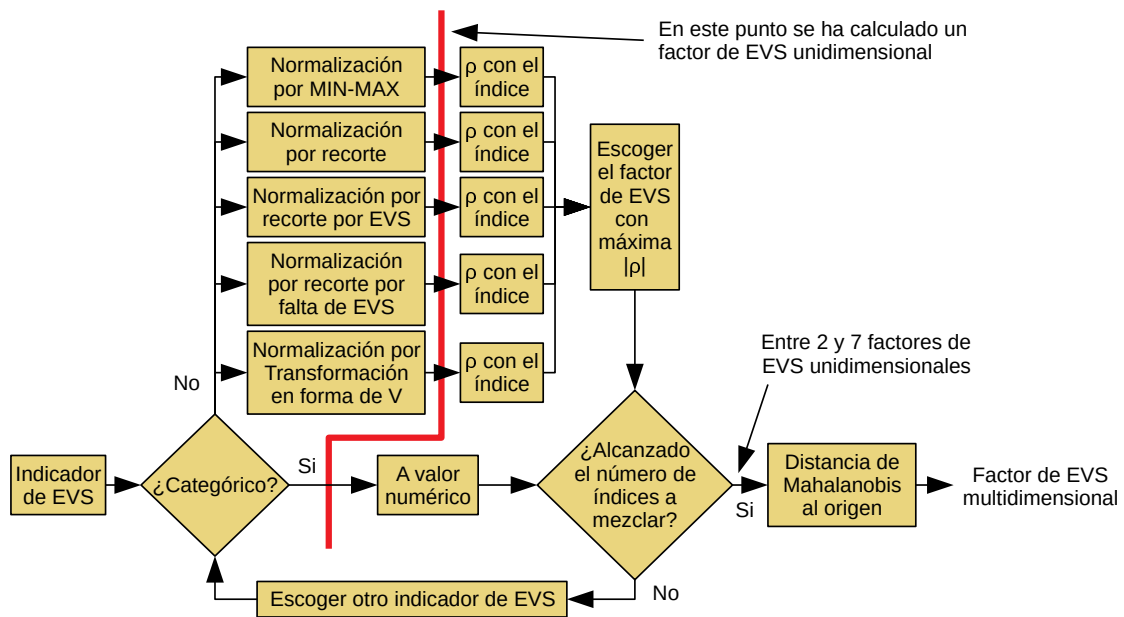 En este punto se ha calculado un
factor de EVS unidimensional
Normalización
por MIN-MAX
ρ con el
índice
Normalización
por recorte
ρ con el
índice
Normalización por
recorte por EVS
ρ con el
índice
Normalización
por recorte por
falta de EVS
ρ con el
índice
Normalización por
Transformación
en forma de V
ρ con el
índice
Escoger
el factor
de EVS
con
máxima
|ρ|
Entre 2 y 7 factores de
EVS unidimensionales
No
Indicador
de EVS
¿Categórico?
Si
A valor
numérico
¿Alcanzado
el número de
índices a
mezclar?
Si
Distancia de
Mahalanobis
al origen
Factor de EVS
multidimensional
No
Escoger otro indicador de EVS